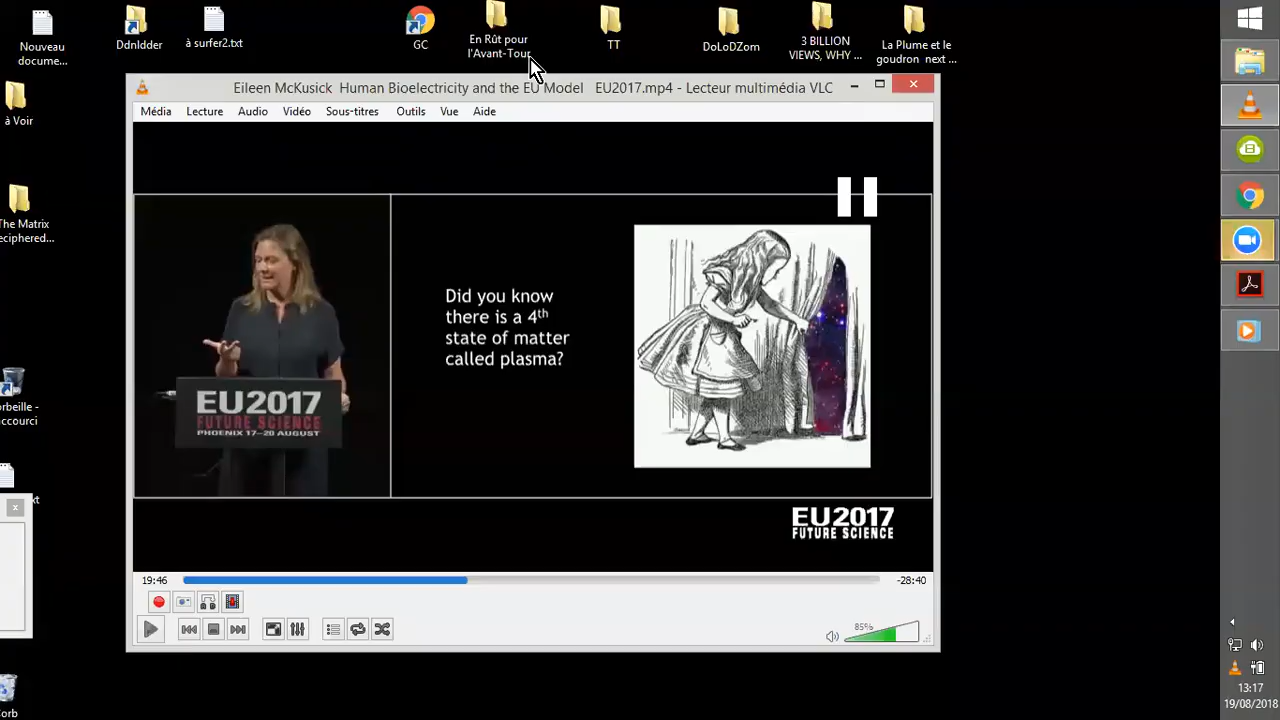 Nouveau
docume...
DdnIdder
à surfer2.txt
GC
En Rût pour
l'Avant-Tour
TT
DoLoDZom
3 BILLION
VIEWS, WHY ...
La Plume et le
goudron next ...
à Voir
The Matrix
eciphered...
orbeille -
ccourci
xt
x
Corb
Eileen McKusick Human Bioelectricity and the EU Model EU2017.mp4 - Lecteur multimédia VLC
Média Lecture Audio Vidéo Sous-titres Outils Vue Aide
Did you know
there is a 4th
state of matter
called plasma?
EU2017
FUTURE SCIENCE
PHOENIX 17–20 AUGUST
EU2017
FUTURE SCIENCE
19:46
-28:40
85%
13:17
19/08/2018